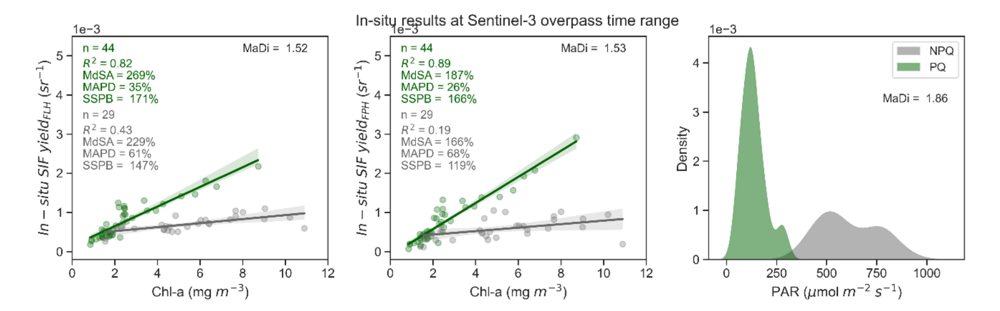 In-situ results at Sentinel-3 overpass time range
1e−3
n = 44
MaDi = 1.52
R² = 0.82
MdSA = 269%
MAPD = 35%
SSPB = 171%
n = 29
R² = 0.43
MdSA = 229%
MAPD = 61%
SSPB = 147%
5
4
3
2
1
0
In − situ SIF yield_FLH (sr⁻¹)
0 2 4 6 8 10 12
Chl-a (mg m⁻³)
1e−3
n = 44
MaDi = 1.53
R² = 0.89
MdSA = 187%
MAPD = 26%
SSPB = 166%
n = 29
R² = 0.19
MdSA = 166%
MAPD = 68%
SSPB = 119%
5
4
3
2
1
0
In − situ SIF yield_FPH (sr⁻¹)
0 2 4 6 8 10 12
Chl-a (mg m⁻³)
1e−3
NPQ
PQ
MaDi = 1.86
4
3
2
1
0
Density
0 250 500 750 1000
PAR (μmol m⁻² s⁻¹)